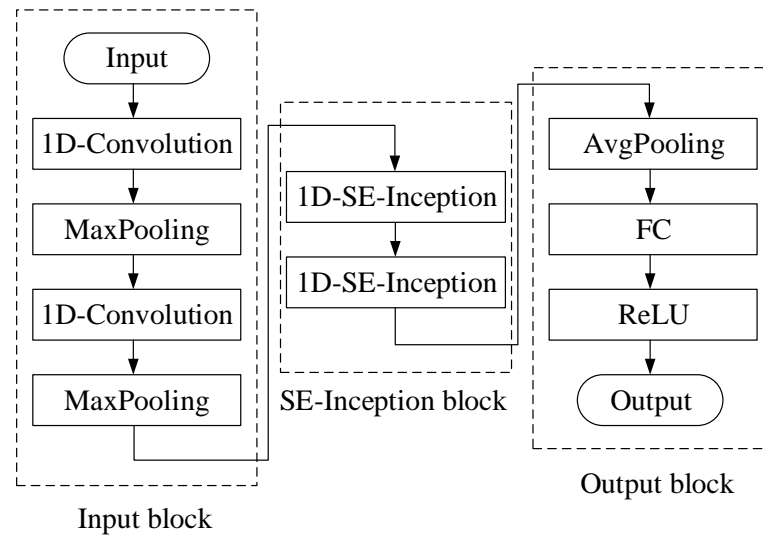 Input
1D-Convolution
MaxPooling
1D-Convolution
MaxPooling
Input block
1D-SE-Inception
1D-SE-Inception
SE-Inception block
AvgPooling
FC
ReLU
Output
Output block